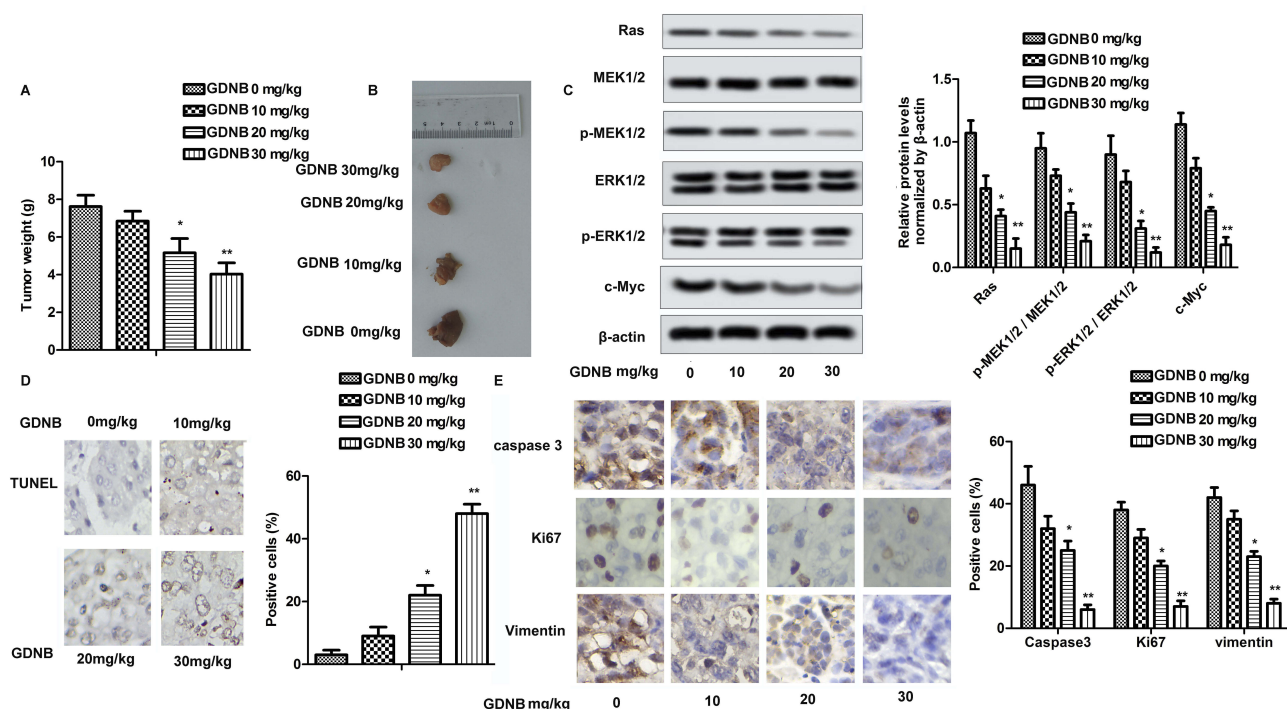 A
GDNB 0 mg/kg
GDNB 10 mg/kg
GDNB 20 mg/kg
GDNB 30 mg/kg
Tumor weight (g)
10
8
6
4
2
0
*
**
B
5 4 3 2 1cm 0
GDNB 30mg/kg
GDNB 20mg/kg
GDNB 10mg/kg
GDNB 0mg/kg
C
Ras
MEK1/2
p-MEK1/2
ERK1/2
p-ERK1/2
c-Myc
β-actin
GDNB mg/kg 0 10 20 30
GDNB 0 mg/kg
GDNB 10 mg/kg
GDNB 20 mg/kg
GDNB 30 mg/kg
Relative protein levels
normalized by β-actin
1.5
1.0
0.5
0.0
* ** * ** * ** * **
Ras
p-MEK1/2 / MEK1/2
p-ERK1/2 / ERK1/2
c-Myc
D
GDNB 0mg/kg 10mg/kg
TUNEL
GDNB 20mg/kg 30mg/kg
GDNB 0 mg/kg
GDNB 10 mg/kg
GDNB 20 mg/kg
GDNB 30 mg/kg
Positive cells (%)
60
40
20
0
*
**
E
caspase 3
Ki67
Vimentin
GDNB mg/kg 0 10 20 30
GDNB 0 mg/kg
GDNB 10 mg/kg
GDNB 20 mg/kg
GDNB 30 mg/kg
Positive cells (%)
60
40
20
0
* ** * ** * **
Caspase3 Ki67 vimentin